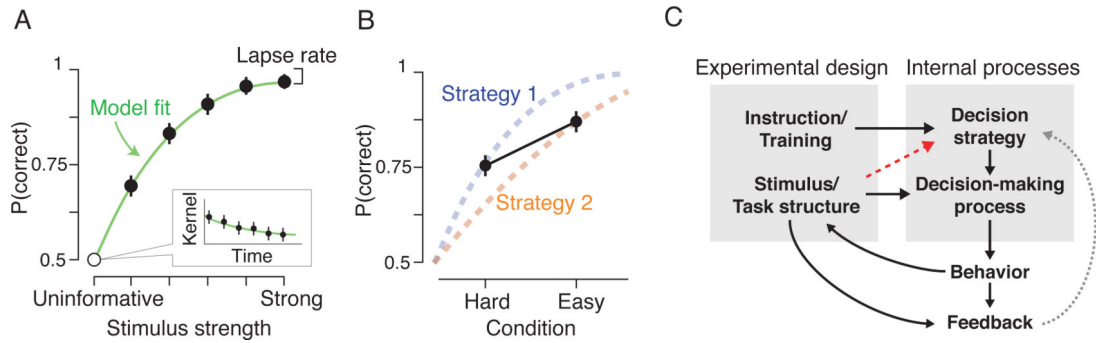 A
P(correct)
1
0.75
0.5
Lapse rate
Model fit
Kernel
Time
Uninformative
Strong
Stimulus strength
B
P(correct)
1
0.75
0.5
Strategy 1
Strategy 2
Hard
Easy
Condition
C
Experimental design
Internal processes
Instruction/
Training
Decision
strategy
Stimulus/
Task structure
Decision-making
process
Behavior
Feedback